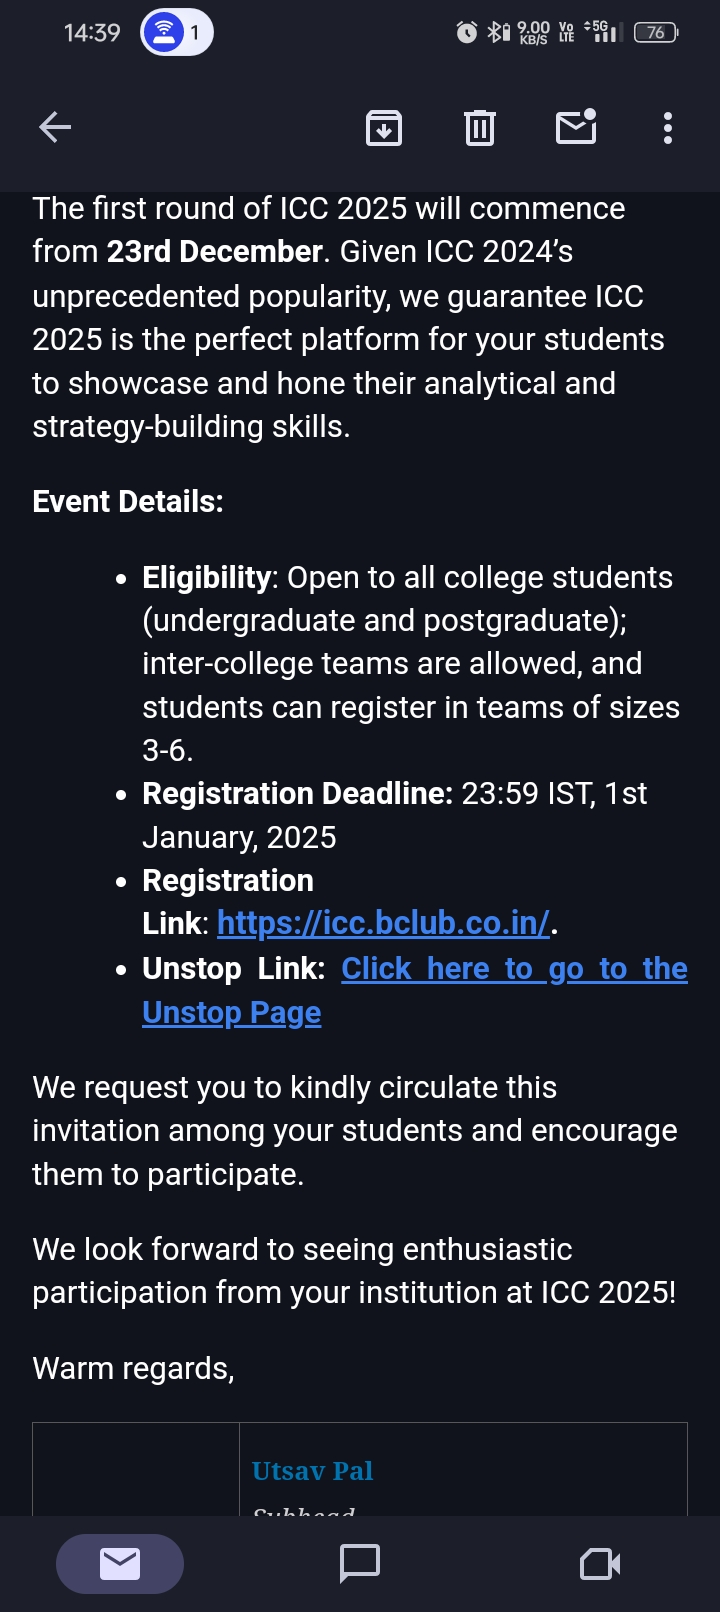 14:39 1 9.00 KB/S Vo LTE 5G 76
The first round of ICC 2025 will commence
from 23rd December. Given ICC 2024’s
unprecedented popularity, we guarantee ICC
2025 is the perfect platform for your students
to showcase and hone their analytical and
strategy-building skills.
Event Details:
• Eligibility: Open to all college students
(undergraduate and postgraduate);
inter-college teams are allowed, and
students can register in teams of sizes
3-6.
• Registration Deadline: 23:59 IST, 1st
January, 2025
• Registration
Link: https://icc.bclub.co.in/.
• Unstop Link: Click here to go to the
Unstop Page
We request you to kindly circulate this
invitation among your students and encourage
them to participate.
We look forward to seeing enthusiastic
participation from your institution at ICC 2025!
Warm regards,
Utsav Pal
Subhead